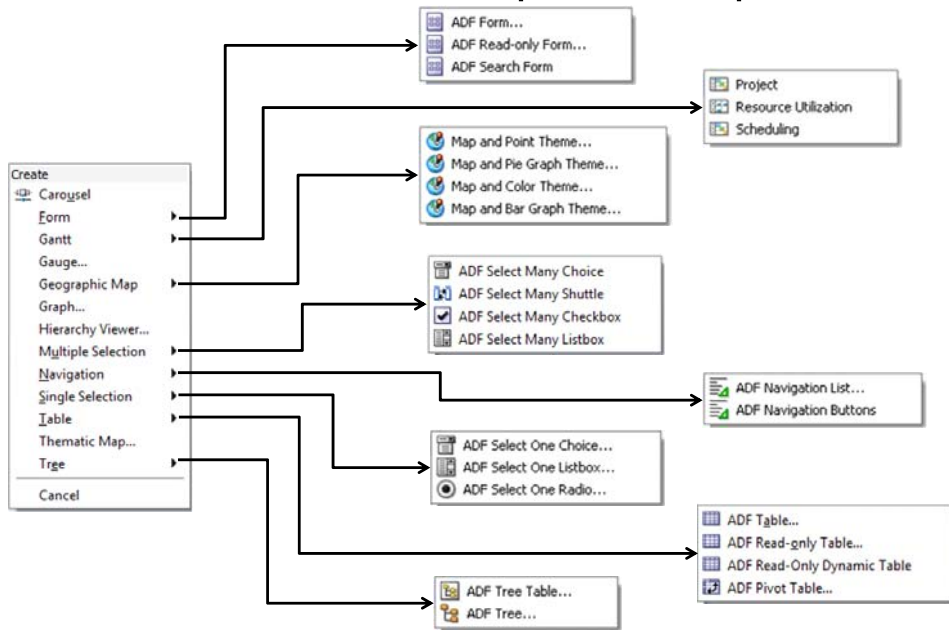 Create
Carousel
Form
Gantt
Gauge...
Geographic Map
Graph...
Hierarchy Viewer...
Multiple Selection
Navigation
Single Selection
Table
Thematic Map...
Tree
Cancel
ADF Form...
ADF Read-only Form...
ADF Search Form
Project
Resource Utilization
Scheduling
Map and Point Theme...
Map and Pie Graph Theme...
Map and Color Theme...
Map and Bar Graph Theme...
ADF Select Many Choice
ADF Select Many Shuttle
ADF Select Many Checkbox
ADF Select Many Listbox
ADF Navigation List...
ADF Navigation Buttons
ADF Select One Choice...
ADF Select One Listbox...
ADF Select One Radio...
ADF Table...
ADF Read-only Table...
ADF Read-Only Dynamic Table
ADF Pivot Table...
ADF Tree Table...
ADF Tree...